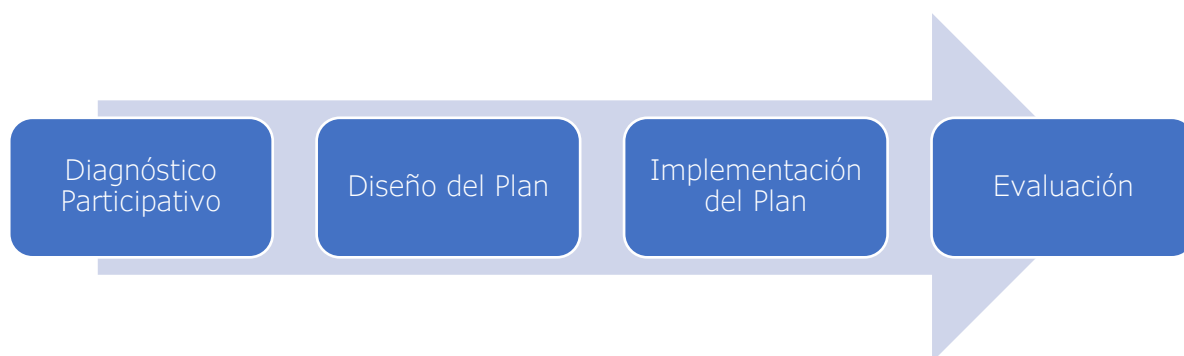 Diagnóstico
Participativo
Diseño del Plan
Implementación
del Plan
Evaluación